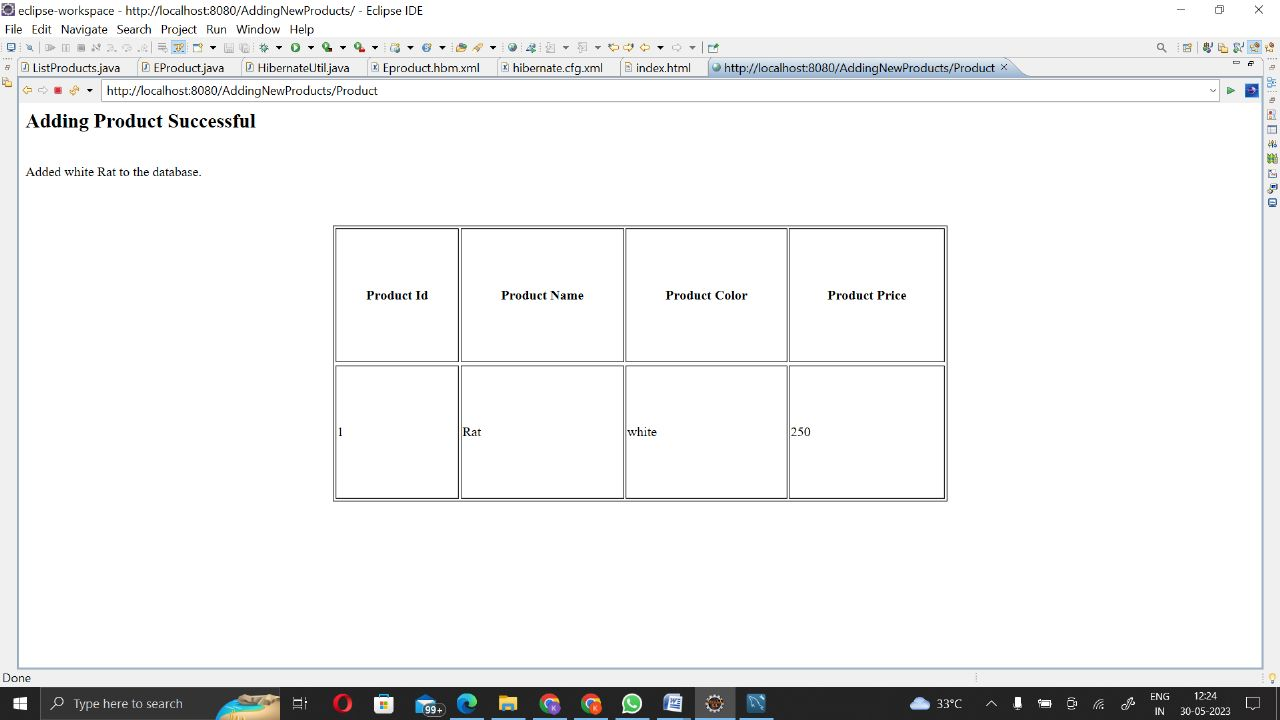 eclipse-workspace - http://localhost:8080/AddingNewProducts/ - Eclipse IDE
File Edit Navigate Search Project Run Window Help
ListProducts.java EProduct.java HibernateUtil.java Eproduct.hbm.xml hibernate.cfg.xml index.html http://localhost:8080/AddingNewProducts/Product
http://localhost:8080/AddingNewProducts/Product
Adding Product Successful
Added white Rat to the database.
Product Id Product Name Product Color Product Price
1 Rat white 250
Done
Type here to search 99+ 33°C ENG 12:24
IN 30-05-2023